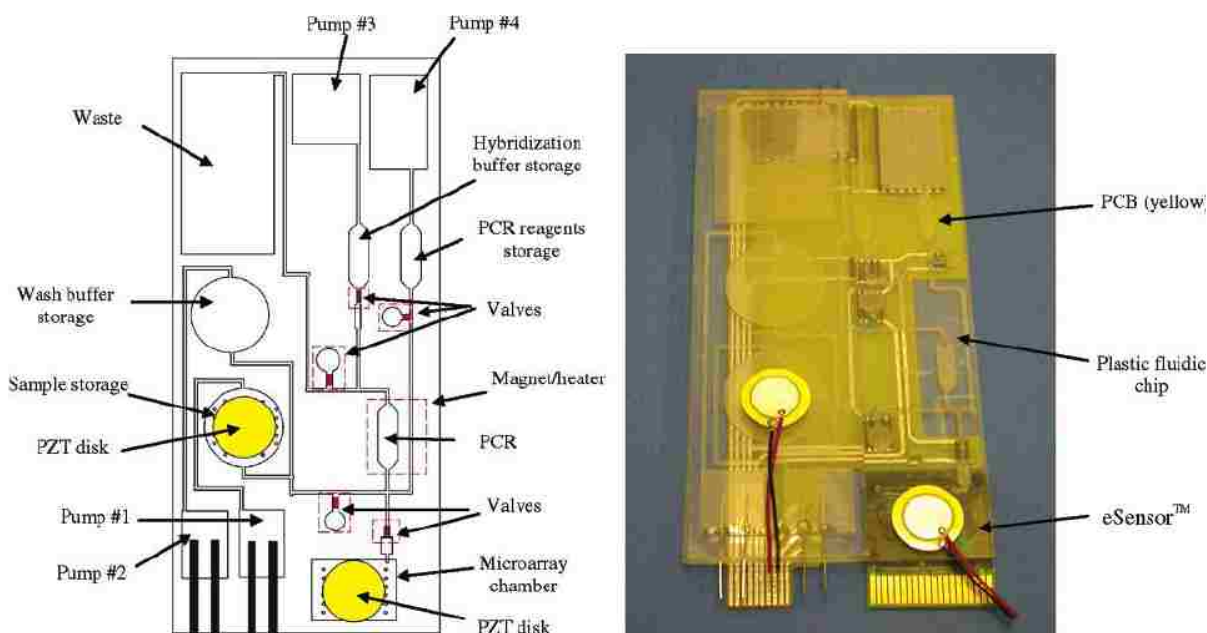 Pump #3
Pump #4
Waste
Hybridization
buffer storage
PCR reagents
storage
Wash buffer
storage
Valves
Sample storage
Magnet/heater
PZT disk
PCR
Pump #1
Valves
Pump #2
Microarray
chamber
PZT disk
PCB (yellow)
Plastic fluidic
chip
eSensor™